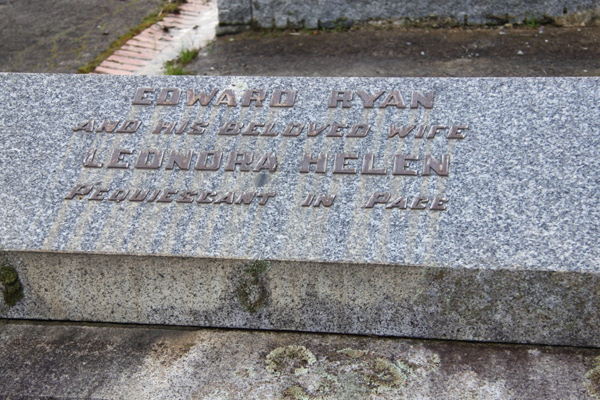 EDWARD RYAN
AND HIS BELOVED WIFE
LEONORA HELEN
REQUIESCANT IN PACE